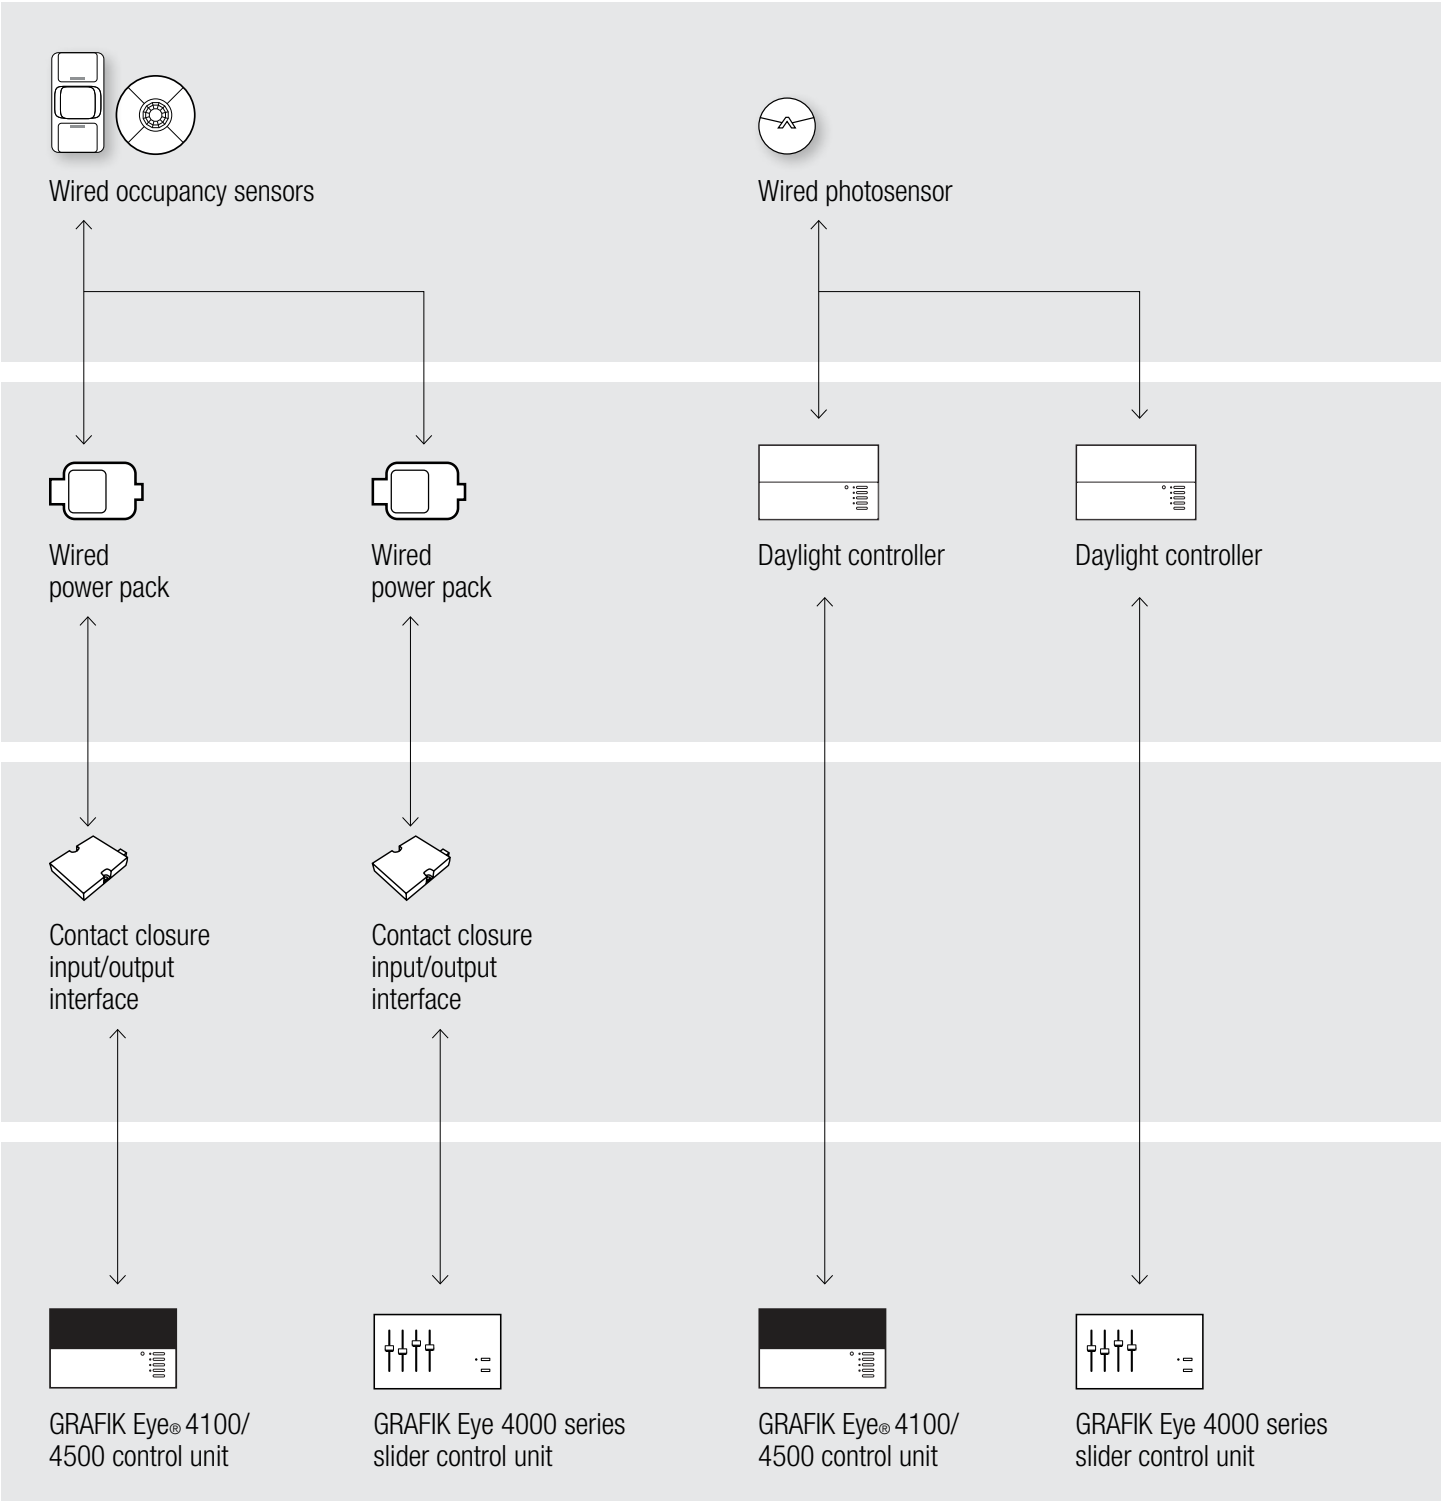 Wired occupancy sensors
Wired photosensor
Wired
power pack
Wired
power pack
Daylight controller
Daylight controller
Contact closure
input/output
interface
Contact closure
input/output
interface
GRAFIK Eye® 4100/
4500 control unit
GRAFIK Eye 4000 series
slider control unit
GRAFIK Eye® 4100/
4500 control unit
GRAFIK Eye 4000 series
slider control unit